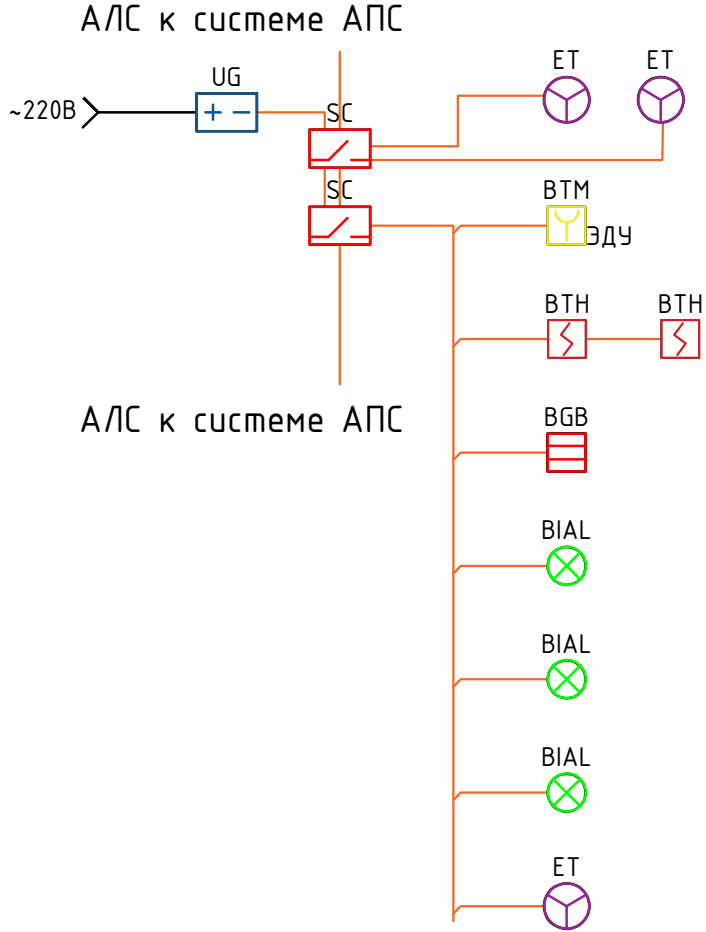 АЛС к системе АПС
UG
ET
ET
~220В
SC
SC
BTM
ЭДУ
BTH
BTH
АЛС к системе АПС
BGB
BIAL
BIAL
BIAL
ET